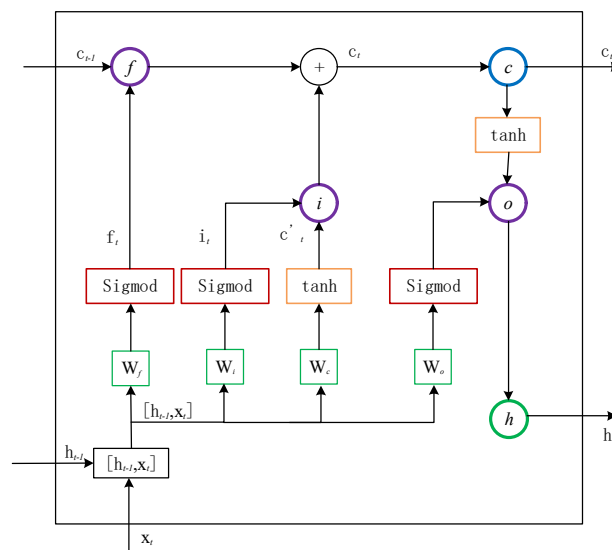 c_{t-1} f + c_t c c_t
tanh
f_t i_t c'_t i o
Sigmod Sigmod tanh Sigmod
W_f W_i W_c W_o
[h_{t-1},x_t] h
h_{t-1} [h_{t-1},x_t] h
x_t